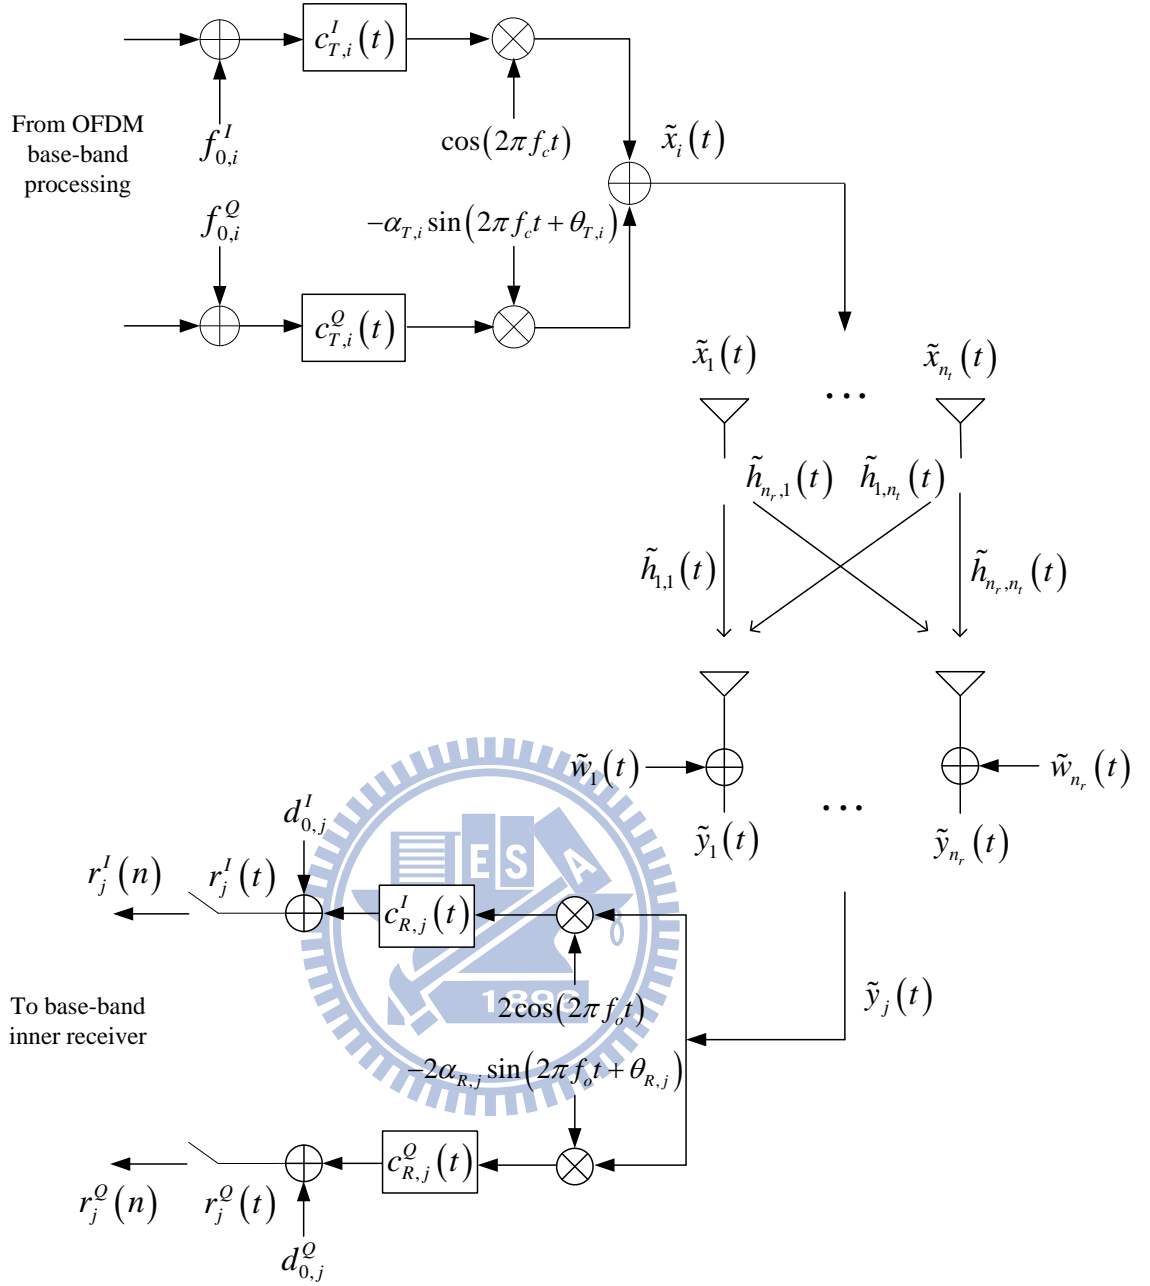 c_{T,i}^{I}(t)
From OFDM
base-band
processing
f_{0,i}^{I}
cos(2πf_c t)
x̃_i(t)
f_{0,i}^{Q}
-α_{T,i} sin(2πf_c t + θ_{T,i})
c_{T,i}^{Q}(t)
x̃_1(t) ... x̃_{n_t}(t)
h̃_{n_r,1}(t) h̃_{1,n_t}(t)
h̃_{1,1}(t) h̃_{n_r,n_t}(t)
w̃_1(t) w̃_{n_r}(t)
...
ỹ_1(t) ỹ_{n_r}(t)
d_{0,j}^{I}
E S A
r_j^{I}(n) r_j^{I}(t)
c_{R,j}^{I}(t)
1896
2cos(2πf_o t)
To base-band
inner receiver
ỹ_j(t)
-2α_{R,j} sin(2πf_o t + θ_{R,j})
c_{R,j}^{Q}(t)
r_j^{Q}(n) r_j^{Q}(t)
d_{0,j}^{Q}